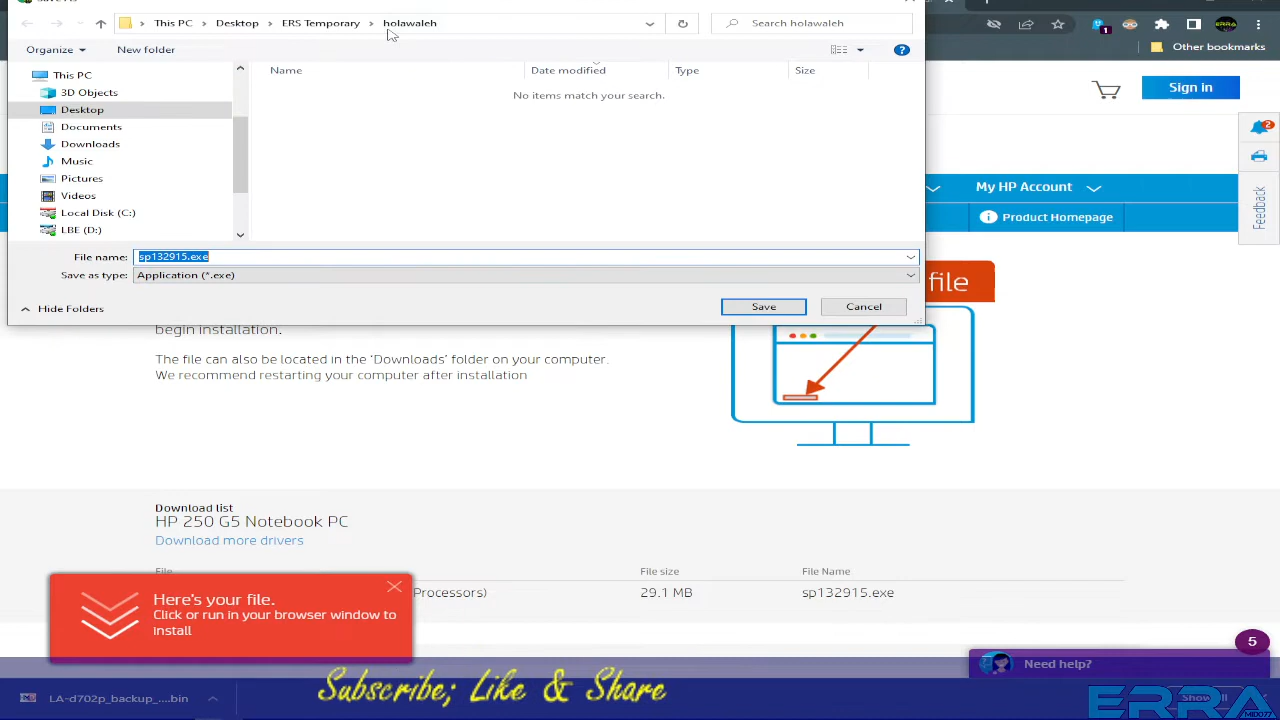 This PC > Desktop > ERS Temporary > holawaleh
Search holawaleh
Organize
New folder
?
1
Other bookmarks
This PC
3D Objects
Desktop
Documents
Downloads
Music
Pictures
Videos
Local Disk (C:)
LBE (D:)
Name
Date modified
Type
Size
No items match your search.
File name:
sp132915.exe
Save as type:
Application (*.exe)
Hide Folders
Save
Cancel
Sign in
2
Feedback
My HP Account
Product Homepage
file
begin installation.
The file can also be located in the 'Downloads' folder on your computer.
We recommend restarting your computer after installation
Download list
HP 250 G5 Notebook PC
Download more drivers
File
File size
File Name
Processors)
29.1 MB
sp132915.exe
Here's your file.
Click or run in your browser window to
install
5
Need help?
Subscribe; Like & Share
LA-d702p_backup_....bin
Show all
ERRA